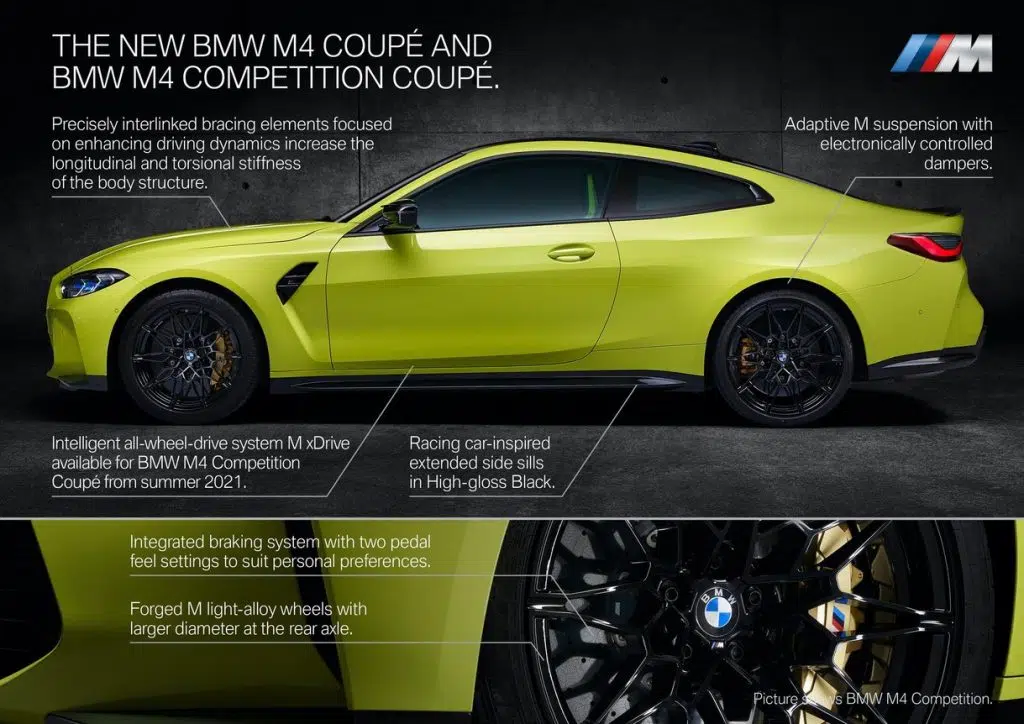 THE NEW BMW M4 COUPÉ AND
BMW M4 COMPETITION COUPÉ.
M
Precisely interlinked bracing elements focused
on enhancing driving dynamics increase the
longitudinal and torsional stiffness
of the body structure.
Adaptive M suspension with
electronically controlled
dampers.
Intelligent all-wheel-drive system M xDrive
available for BMW M4 Competition
Coupé from summer 2021.
Racing car-inspired
extended side sills
in High-gloss Black.
Integrated braking system with two pedal
feel settings to suit personal preferences.
Forged M light-alloy wheels with
larger diameter at the rear axle.
BMW
Picture shows BMW M4 Competition.